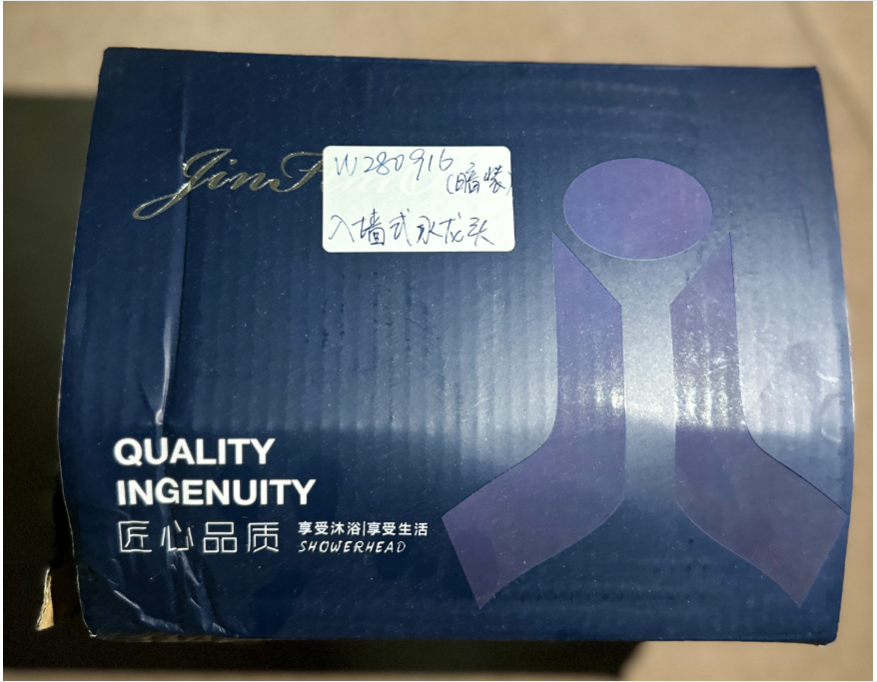 W280916
(暗装)
入墙式水龙头
QUALITY
INGENUITY
匠心品质
享受沐浴|享受生活
SHOWERHEAD